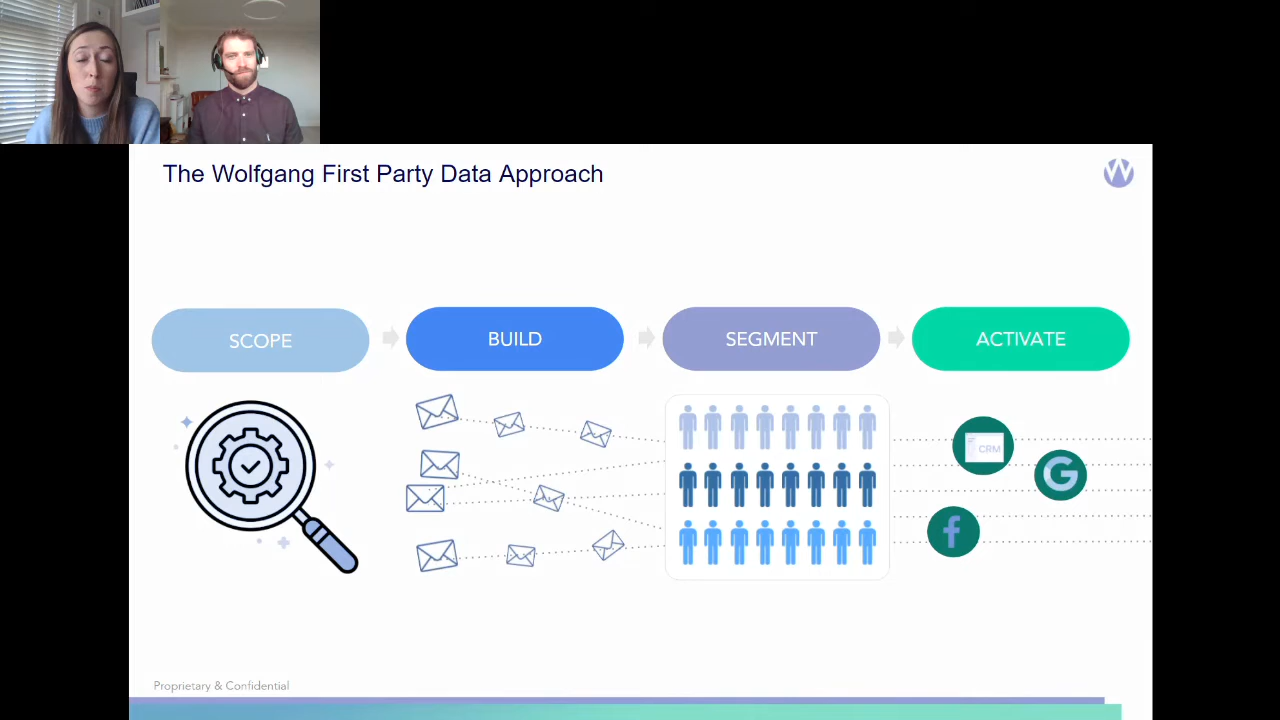 The Wolfgang First Party Data Approach
W
SCOPE
BUILD
SEGMENT
ACTIVATE
CRM
G
f
Proprietary & Confidential